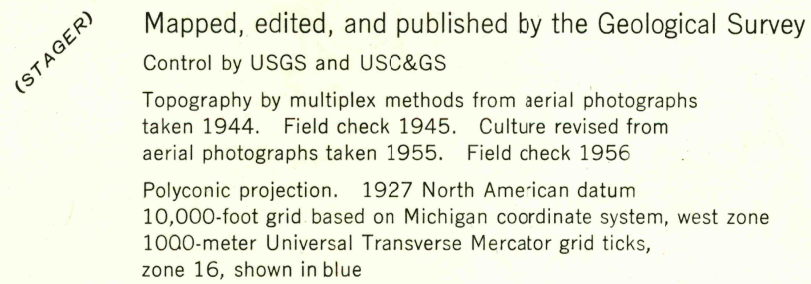 (STAGER)
Mapped, edited, and published by the Geological Survey
Control by USGS and USC&GS
Topography by multiplex methods from aerial photographs
taken 1944. Field check 1945. Culture revised from
aerial photographs taken 1955. Field check 1956
Polyconic projection. 1927 North American datum
10,000-foot grid based on Michigan coordinate system, west zone
1000-meter Universal Transverse Mercator grid ticks,
zone 16, shown in blue